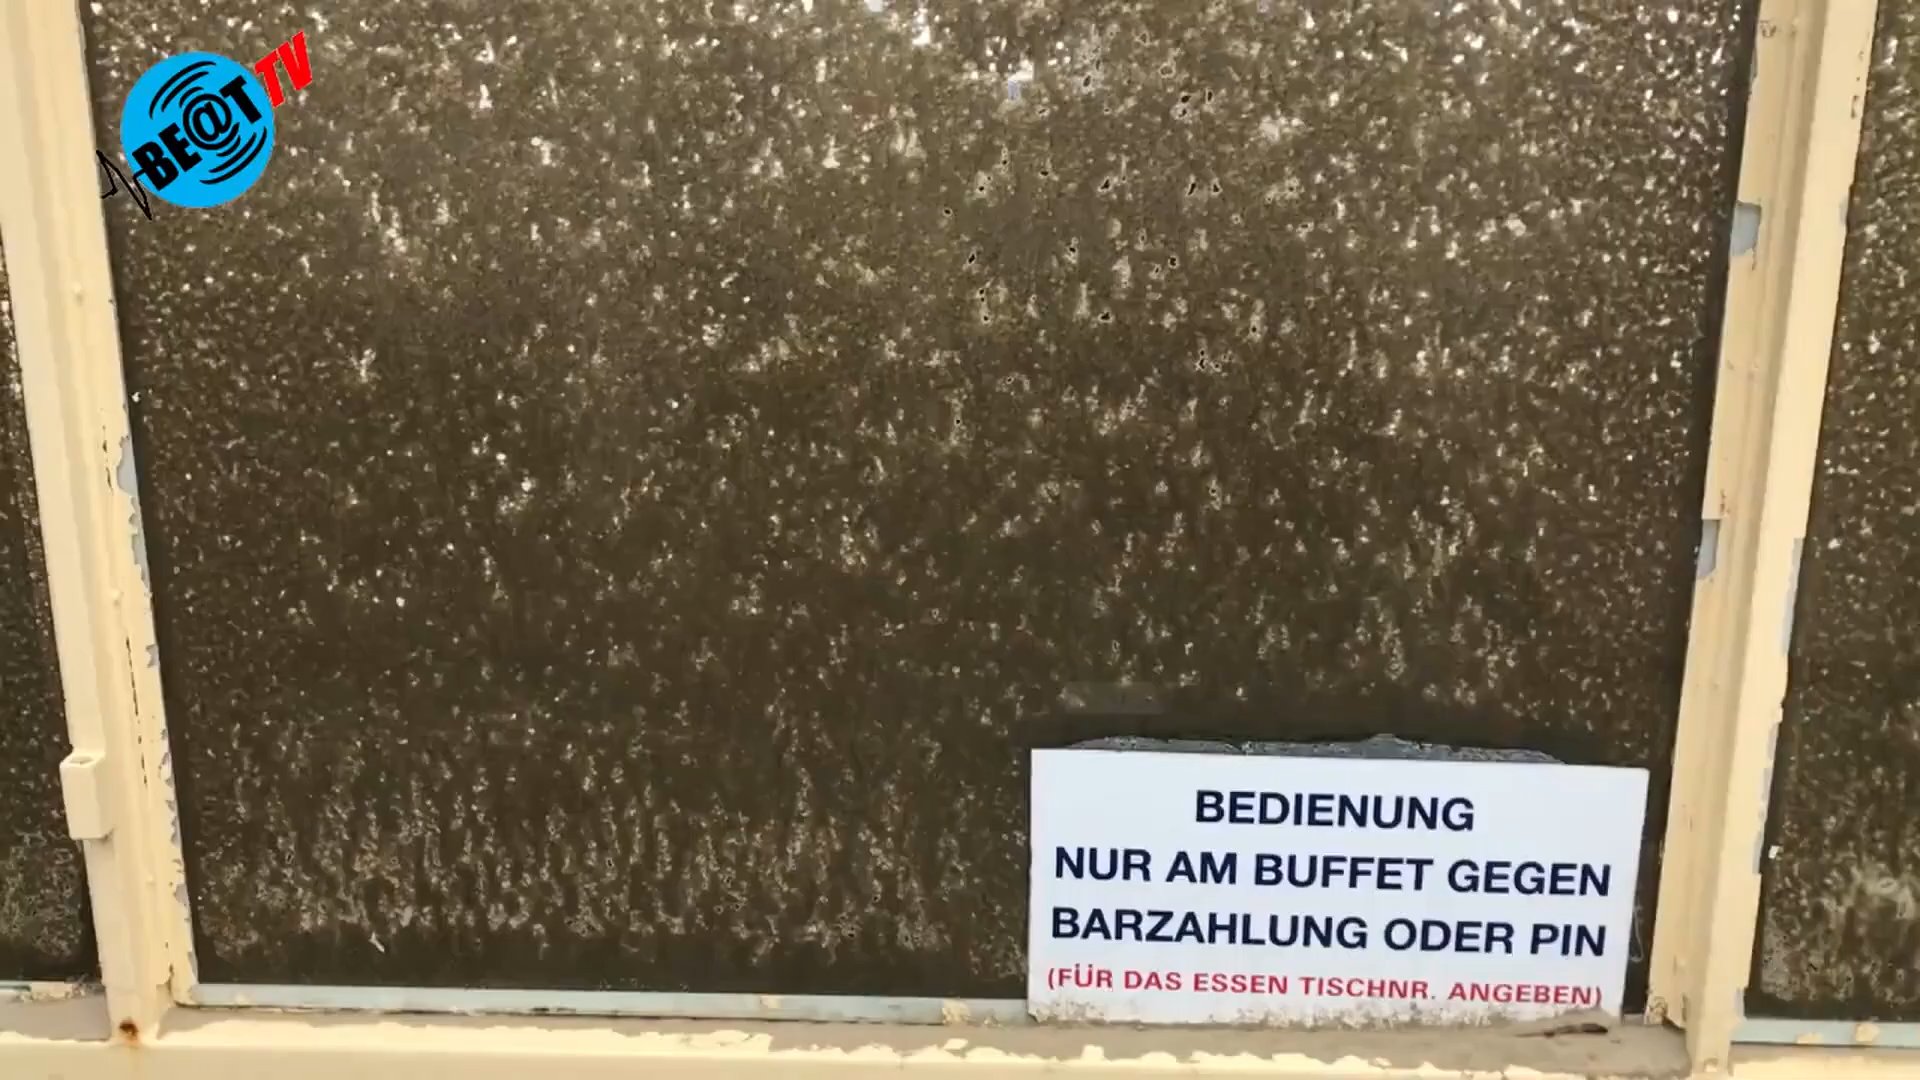 BE@T TV
BEDIENUNG
NUR AM BUFFET GEGEN
BARZAHLUNG ODER PIN
(FÜR DAS ESSEN TISCHNR. ANGEBEN)